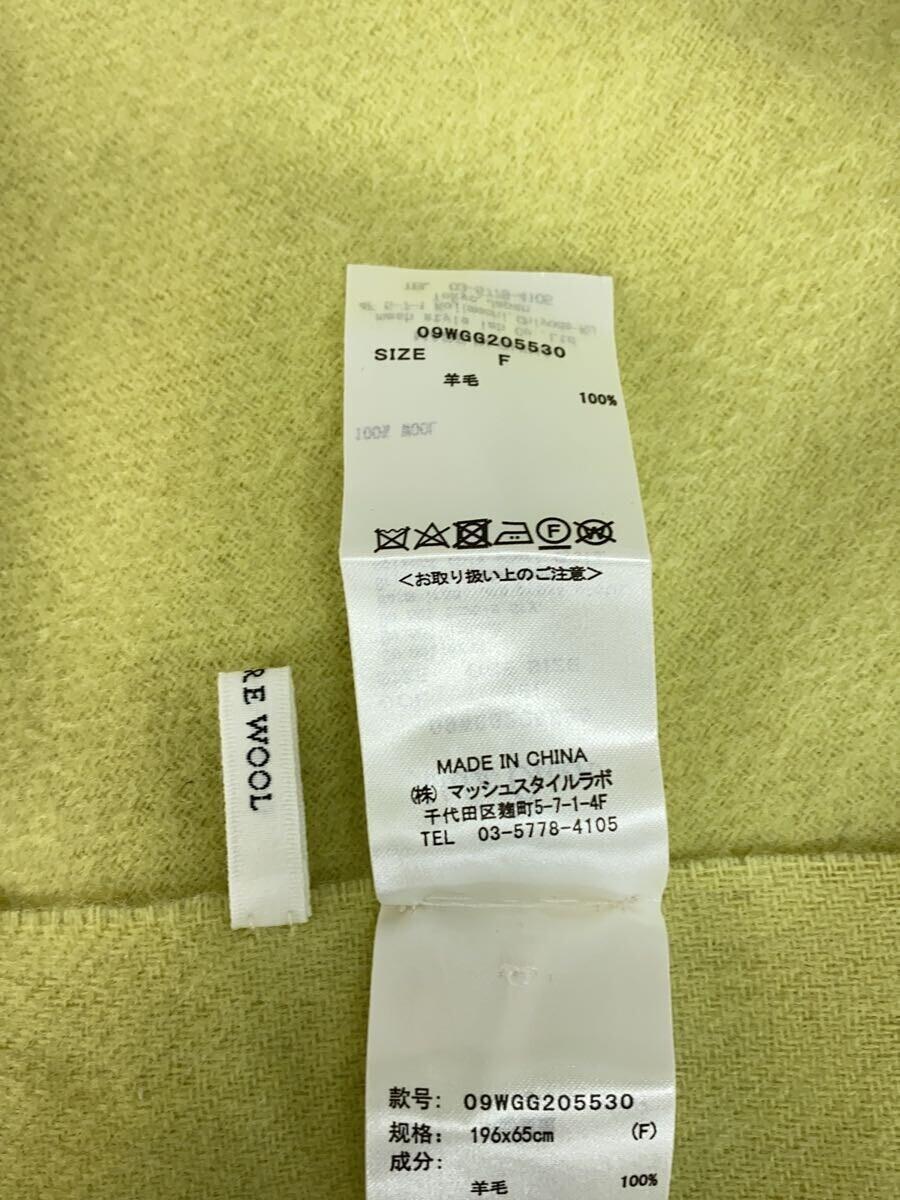 09WGG205530
SIZE F
羊毛
100%
100% WOOL
F
W
<お取り扱い上のご注意>
MADE IN CHINA
(株) マッシュスタイルラボ
千代田区麹町5-7-1-4F
TEL 03-5778-4105
RE WOOL
款号: 09WGG205530
规格: 196x65cm (F)
成分:
羊毛 100%